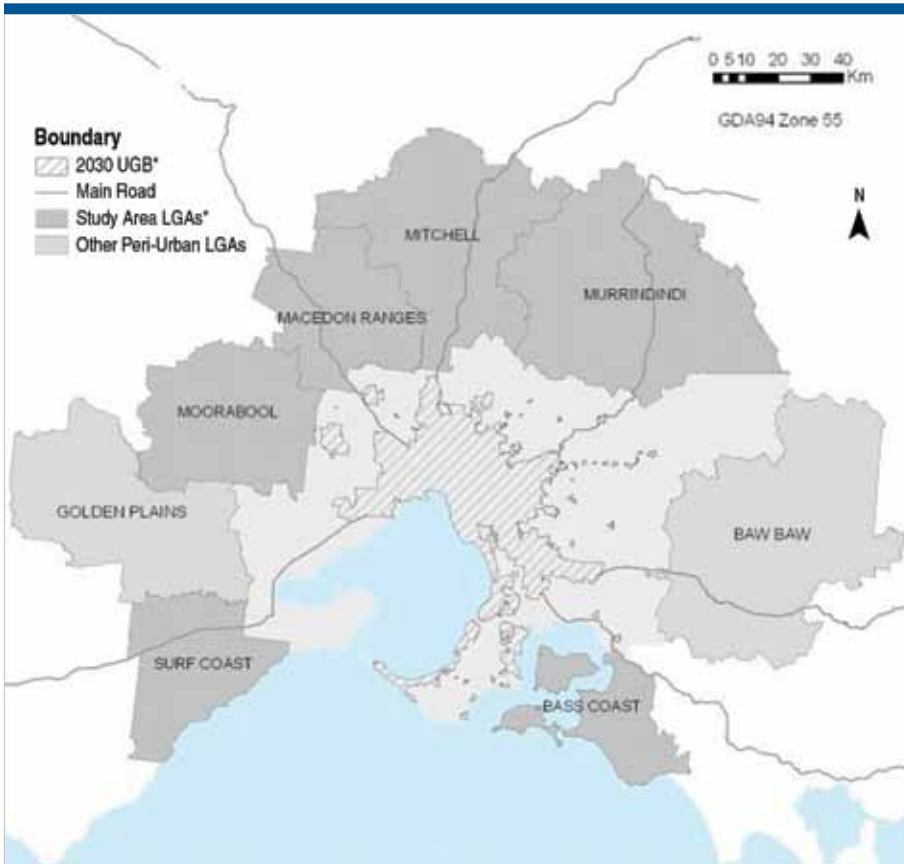 0 5 10 20 30 40
Km
GDA94 Zone 55
Boundary
2030 UGB*
Main Road
Study Area LGAs*
Other Peri-Urban LGAs
N
MITCHELL
MURRINDINDI
MACEDON RANGES
MOORABOOL
GOLDEN PLAINS
BAW BAW
SURF COAST
BASS COAST